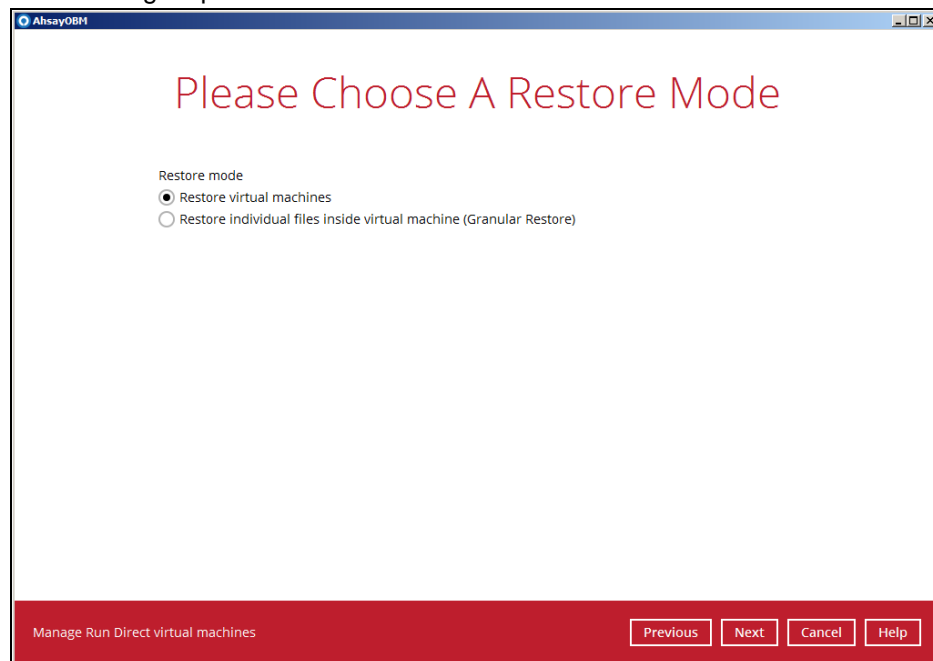 AhsayOBM
Please Choose A Restore Mode
Restore mode
Restore virtual machines
Restore individual files inside virtual machine (Granular Restore)
Manage Run Direct virtual machines
Previous
Next
Cancel
Help